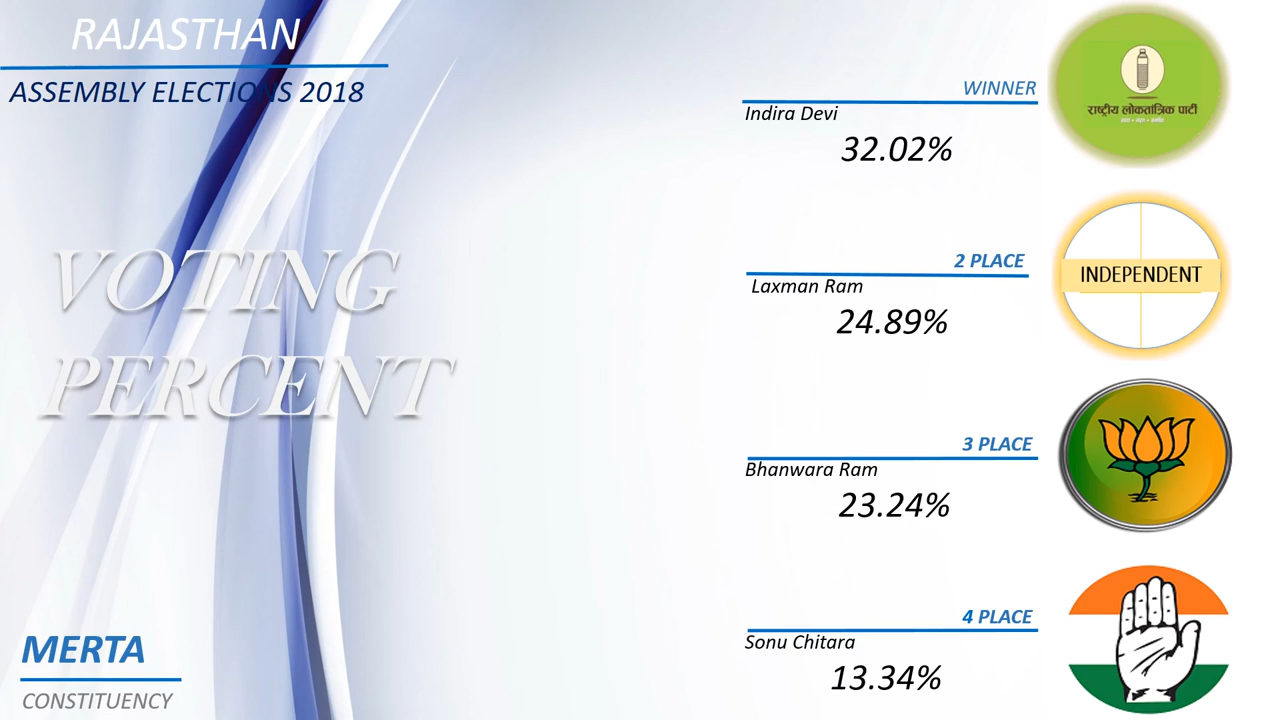 RAJASTHAN
ASSEMBLY ELECTIONS 2018
VOTING
PERCENT
MERTA
CONSTITUENCY
WINNER
Indira Devi
32.02%
राष्ट्रीय लोकतांत्रिक पार्टी
2 PLACE
Laxman Ram
24.89%
INDEPENDENT
3 PLACE
Bhanwara Ram
23.24%
4 PLACE
Sonu Chitara
13.34%